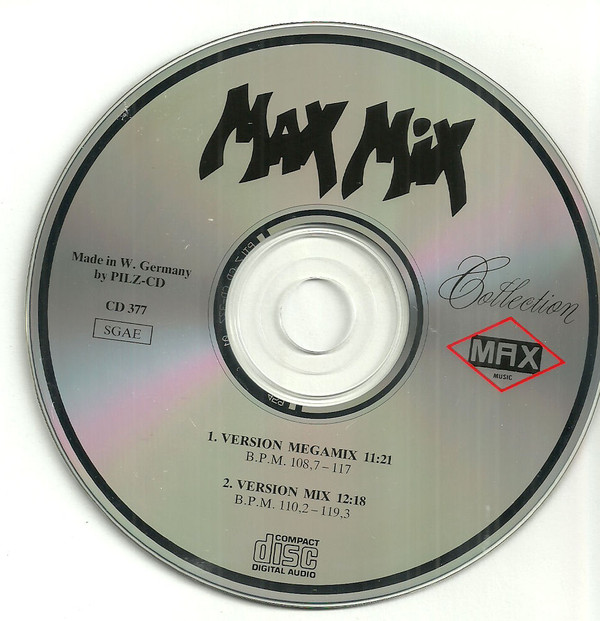 MAX MiX
Made in W. Germany
by PILZ-CD
CD 377
SGAE
Collection
MAX
MUSIC
1. VERSION MEGAMIX 11:21
B.P.M. 108,7 – 117
2. VERSION MIX 12:18
B.P.M. 110,2 – 119,3
COMPACT
disc
DIGITAL AUDIO